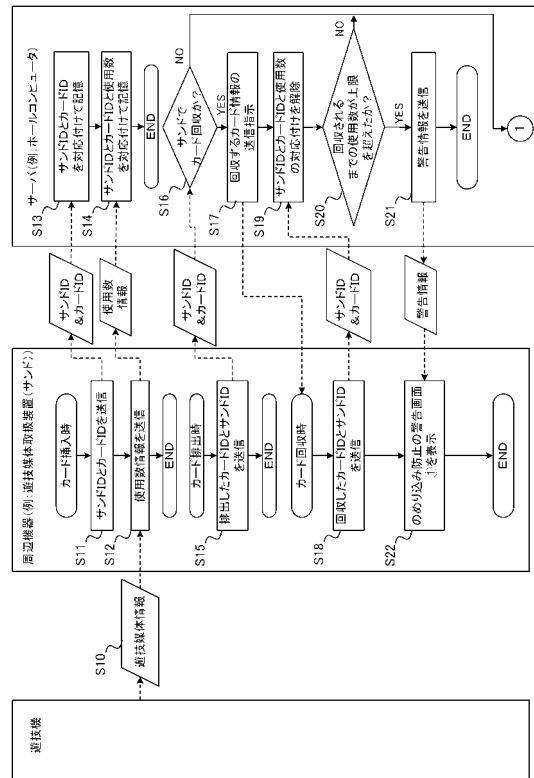 遊技機
S10
遊技媒体情報
周辺機器(例:遊技媒体取扱装置(サンド))
カード挿入時
S11
サンドIDとカードIDを送信
S12
使用数情報を送信
END
カード排出時
S15
排出したカードIDとサンドID
を送信
END
カード回収時
S18
回収したカードIDとサンドID
を送信
S22
のめり込み防止の警告画面
(1)を表示
END
サンドID
&カードID
使用数
情報
サンドID
&カードID
サンドID
&カードID
警告情報
サーバ(例:ホールコンピュータ)
S13
サンドIDとカードID
を対応付けて記憶
S14
サンドIDとカードIDと使用数
を対応付けて記憶
END
S16
サンドで
カード回収か?
NO
YES
S17
回収するカード情報の
送信指示
S19
サンドIDとカードIDと使用数
の対応付けを解除
S20
回収される
までの使用数が上限
を超えたか?
NO
YES
S21
警告情報を送信
END
1